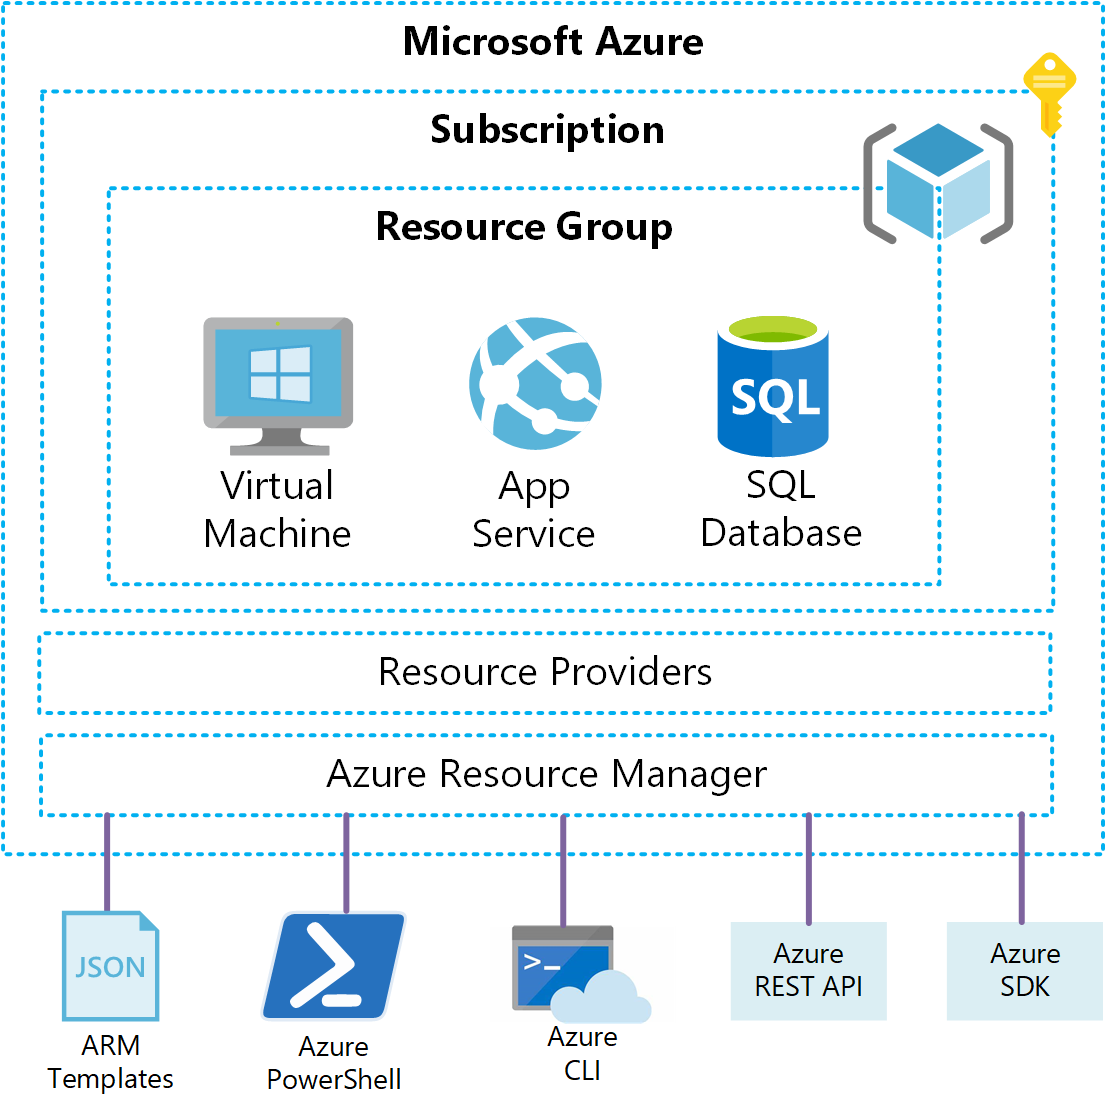 Microsoft Azure
Subscription
Resource Group
SQL
Virtual
Machine
App
Service
SQL
Database
Resource Providers
Azure Resource Manager
JSON
ARM
Templates
Azure
PowerShell
>_
Azure
CLI
Azure
REST API
Azure
SDK